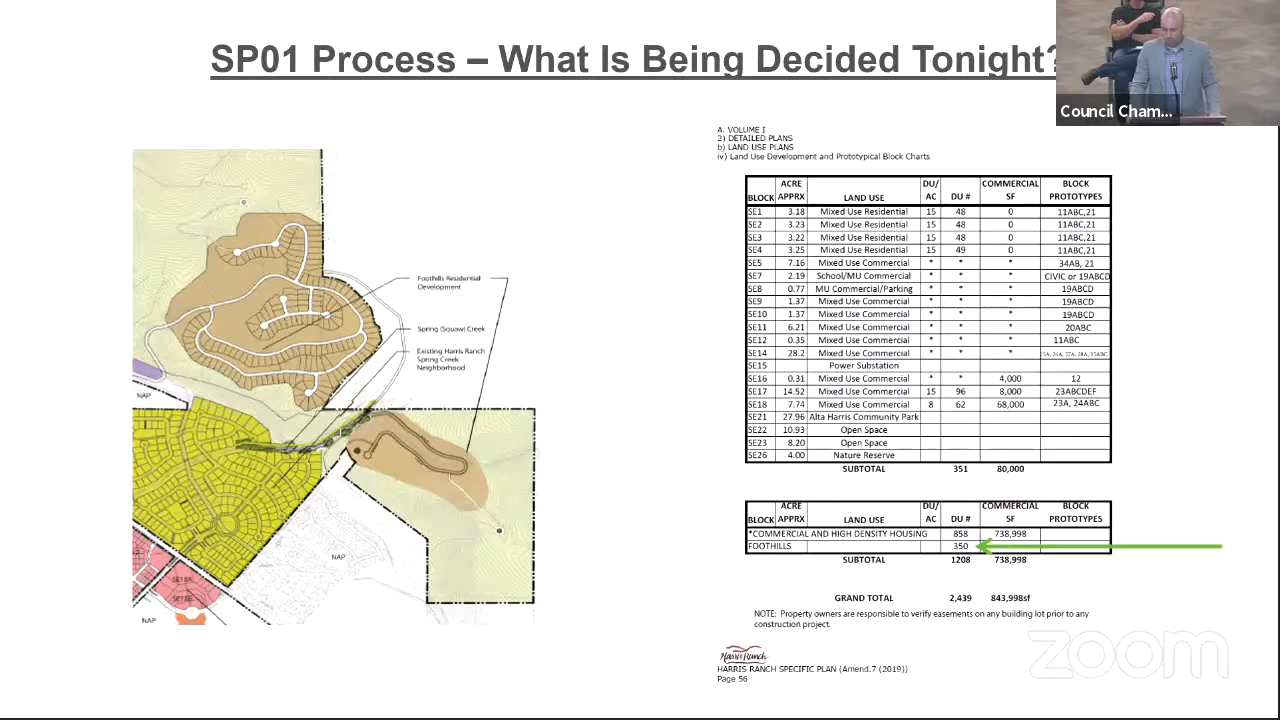 SP01 Process – What Is Being Decided Tonight?
Council Cham...
Foothills Residential
Development
Spring (Squaw) Creek
Existing Harris Ranch
Spring Creek
Neighborhood
NAP
NAP
NAP
A. VOLUME I
2) DETAILED PLANS
b) LAND USE PLANS
iv) Land Use Development and Prototypical Block Charts
BLOCK ACRE APPRX LAND USE DU/AC DU # COMMERCIAL SF BLOCK PROTOTYPES
SE1 3.18 Mixed Use Residential 15 48 0 11ABC,21
SE2 3.23 Mixed Use Residential 15 48 0 11ABC,21
SE3 3.22 Mixed Use Residential 15 48 0 11ABC,21
SE4 3.25 Mixed Use Residential 15 49 0 11ABC,21
SE5 7.16 Mixed Use Commercial * * * 34AB, 21
SE7 2.19 School/MU Commercial * * * CIVIC or 19ABCD
SE8 0.77 MU Commercial/Parking * * * 19ABCD
SE9 1.37 Mixed Use Commercial * * * 19ABCD
SE10 1.37 Mixed Use Commercial * * * 19ABCD
SE11 6.21 Mixed Use Commercial * * * 20ABC
SE12 0.35 Mixed Use Commercial * * * 11ABC
SE14 28.2 Mixed Use Commercial * * *
SE15 Power Substation
SE16 0.31 Mixed Use Commercial * * 4,000 12
SE17 14.52 Mixed Use Commercial 15 96 8,000 23ABCDEF
SE18 7.74 Mixed Use Commercial 8 62 68,000 23A, 24ABC
SE21 27.96 Alta Harris Community Park
SE22 10.93 Open Space
SE23 8.20 Open Space
SE26 4.00 Nature Reserve
SUBTOTAL 351 80,000
BLOCK ACRE APPRX LAND USE DU/AC DU # COMMERCIAL SF BLOCK PROTOTYPES
*COMMERCIAL AND HIGH DENSITY HOUSING 858 738,998
FOOTHILLS 350
SUBTOTAL 1208 738,998
GRAND TOTAL 2,439 843,998sf
NOTE: Property owners are responsible to verify easements on any building lot prior to any
construction project.
Harris Ranch
HARRIS RANCH SPECIFIC PLAN (Amend.7 (2019))
Page 56
zoom